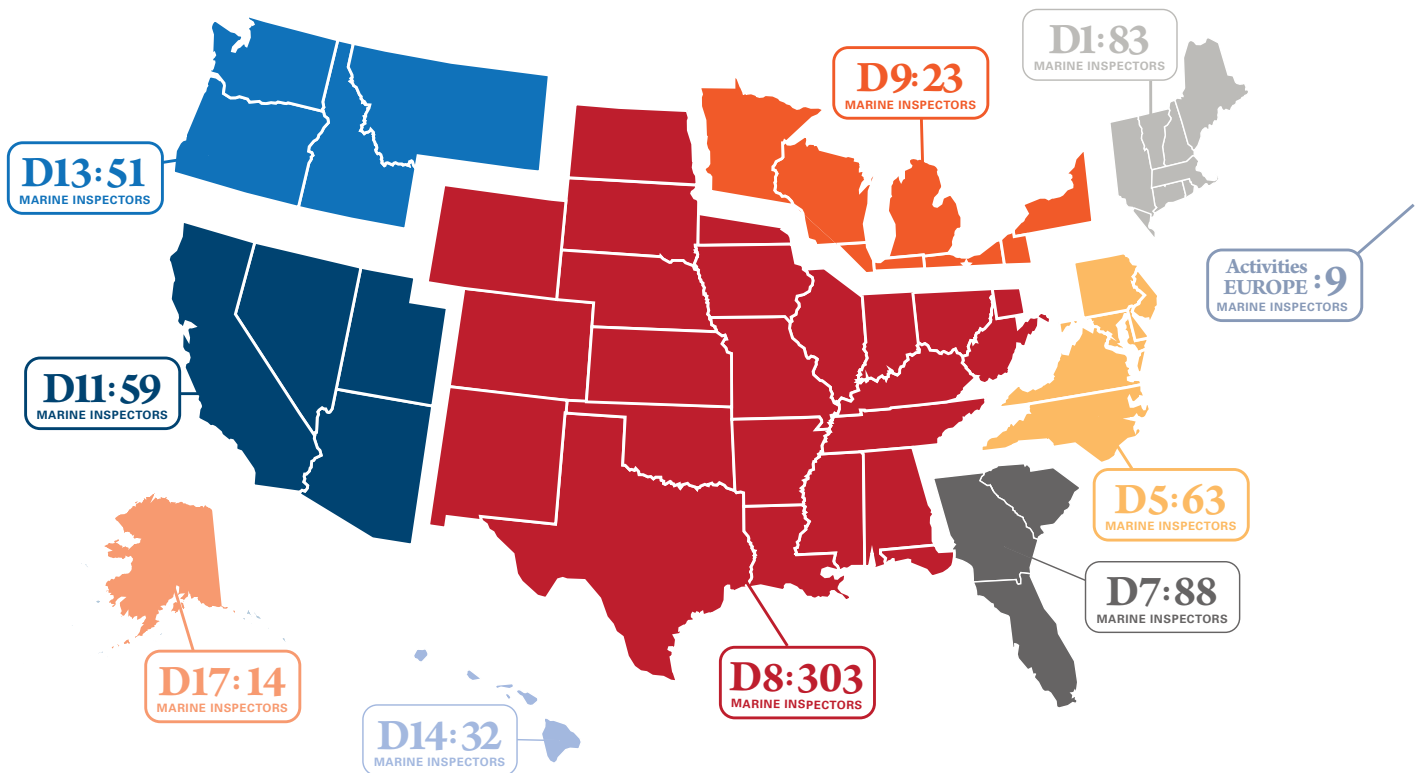 D1:83
MARINE INSPECTORS
D9:23
MARINE INSPECTORS
D13:51
MARINE INSPECTORS
Activities
EUROPE :9
MARINE INSPECTORS
D11:59
MARINE INSPECTORS
D5:63
MARINE INSPECTORS
D7:88
MARINE INSPECTORS
D17:14
MARINE INSPECTORS
D8:303
MARINE INSPECTORS
D14:32
MARINE INSPECTORS